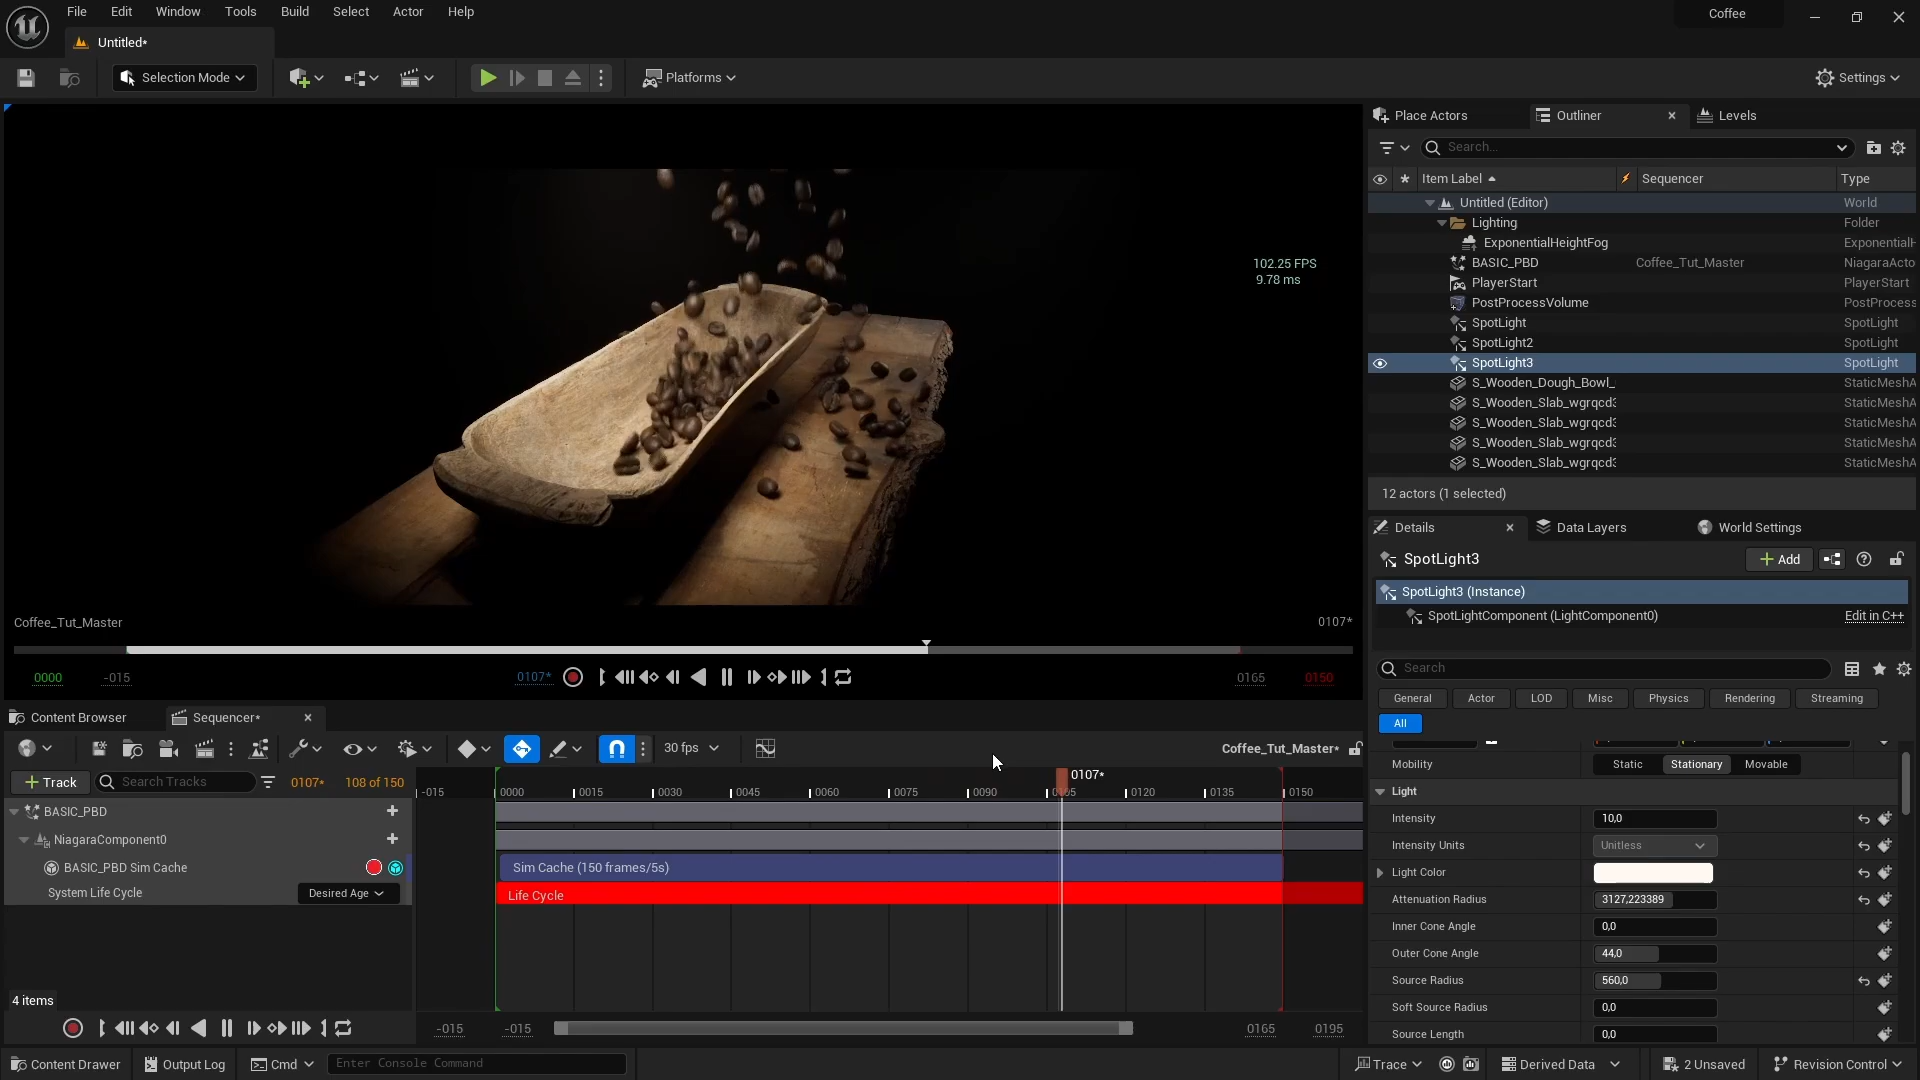 File Edit Window Tools Build Select Actor Help
Coffee
Untitled*
Selection Mode
Platforms
Settings
Place Actors
Outliner
Levels
Search...
Item Label
Sequencer
Type
Untitled (Editor) World
Lighting Folder
ExponentialHeightFog ExponentialH
BASIC_PBD Coffee_Tut_Master NiagaraActo
PlayerStart PlayerStart
PostProcessVolume PostProcess
SpotLight SpotLight
SpotLight2 SpotLight
SpotLight3 SpotLight
S_Wooden_Dough_Bowl_ StaticMeshA
S_Wooden_Slab_wgrqcd3 StaticMeshA
S_Wooden_Slab_wgrqcd3 StaticMeshA
S_Wooden_Slab_wgrqcd3 StaticMeshA
S_Wooden_Slab_wgrqcd3 StaticMeshA
12 actors (1 selected)
102.25 FPS
9.78 ms
Coffee_Tut_Master
0107*
0000 -015 0107* 0165 0150
Details
Data Layers
World Settings
SpotLight3
Add
SpotLight3 (Instance)
SpotLightComponent (LightComponent0) Edit in C++
Search
General Actor LOD Misc Physics Rendering Streaming
All
Mobility Static Stationary Movable
Light
Intensity 10,0
Intensity Units Unitless
Light Color
Attenuation Radius 3127,223389
Inner Cone Angle 0,0
Outer Cone Angle 44,0
Source Radius 560,0
Soft Source Radius 0,0
Source Length 0,0
Content Browser
Sequencer*
30 fps
Coffee_Tut_Master*
Track
Search Tracks
0107* 108 of 150
-015 0000 0015 0030 0045 0060 0075 0090 0120 0135 0150
0107*
BASIC_PBD
NiagaraComponent0
BASIC_PBD Sim Cache
Sim Cache (150 frames/5s)
System Life Cycle Desired Age
Life Cycle
4 items
-015 -015 0165 0195
Content Drawer
Output Log
Cmd
Enter Console Command
Trace
Derived Data
2 Unsaved
Revision Control